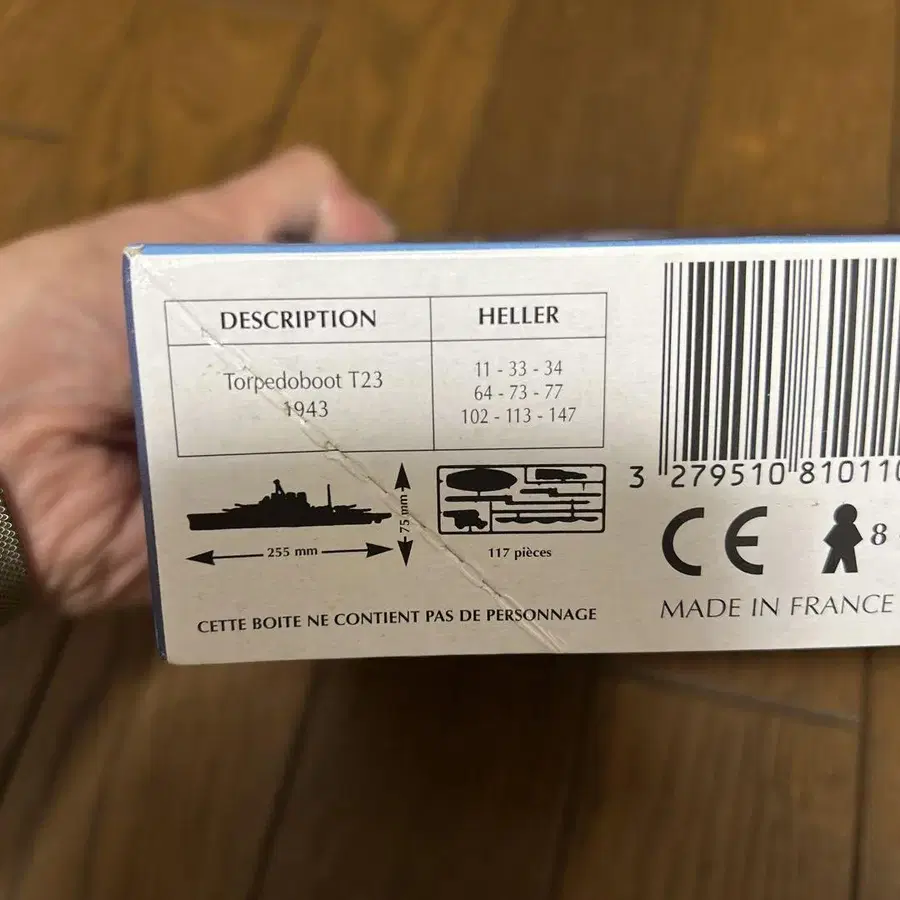 DESCRIPTION
HELLER
Torpedoboot T23
1943
11 - 33 - 34
64 - 73 - 77
102 - 113 - 147
75 mm
255 mm
117 pièces
CETTE BOITE NE CONTIENT PAS DE PERSONNAGE
3 279510 81011
CE
8
MADE IN FRANCE